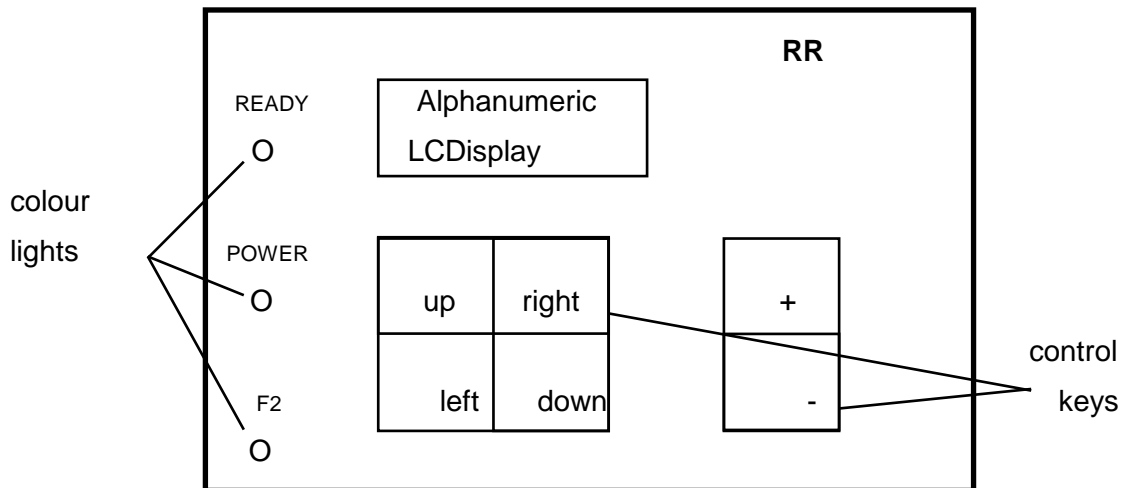 RR
READY
Alphanumeric
LCDisplay
O
colour
lights
POWER
O
up right +
control
keys
left down -
F2
O